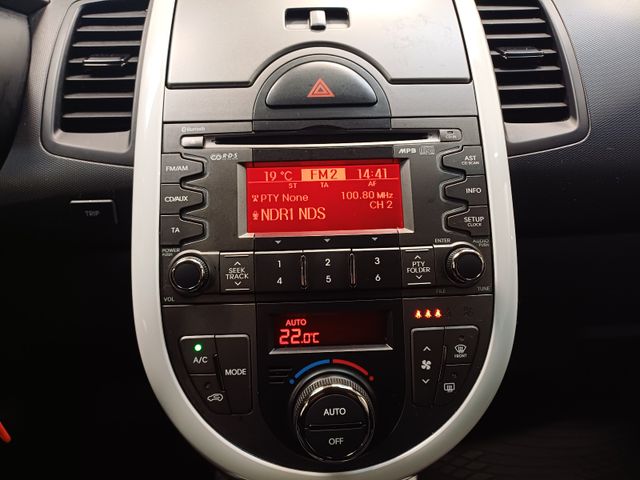 Bluetooth
R·D·S
MP3
CD-IN
FM/AM
CD/AUX
TA
POWER
PUSH
VOL
19 °C FM2 14:41
ST TA AF
PTY None 100.80 MHz
CH 2
NDR1 NDS
AST
CD/SCAN
INFO
SETUP
CLOCK
ENTER
AUDIO
PUSH
FILE
TUNE
SEEK
TRACK
1 2 3
4 5 6
PTY
FOLDER
TRIP
AUTO
22.0C
A/C
MODE
FRONT
AUTO
OFF